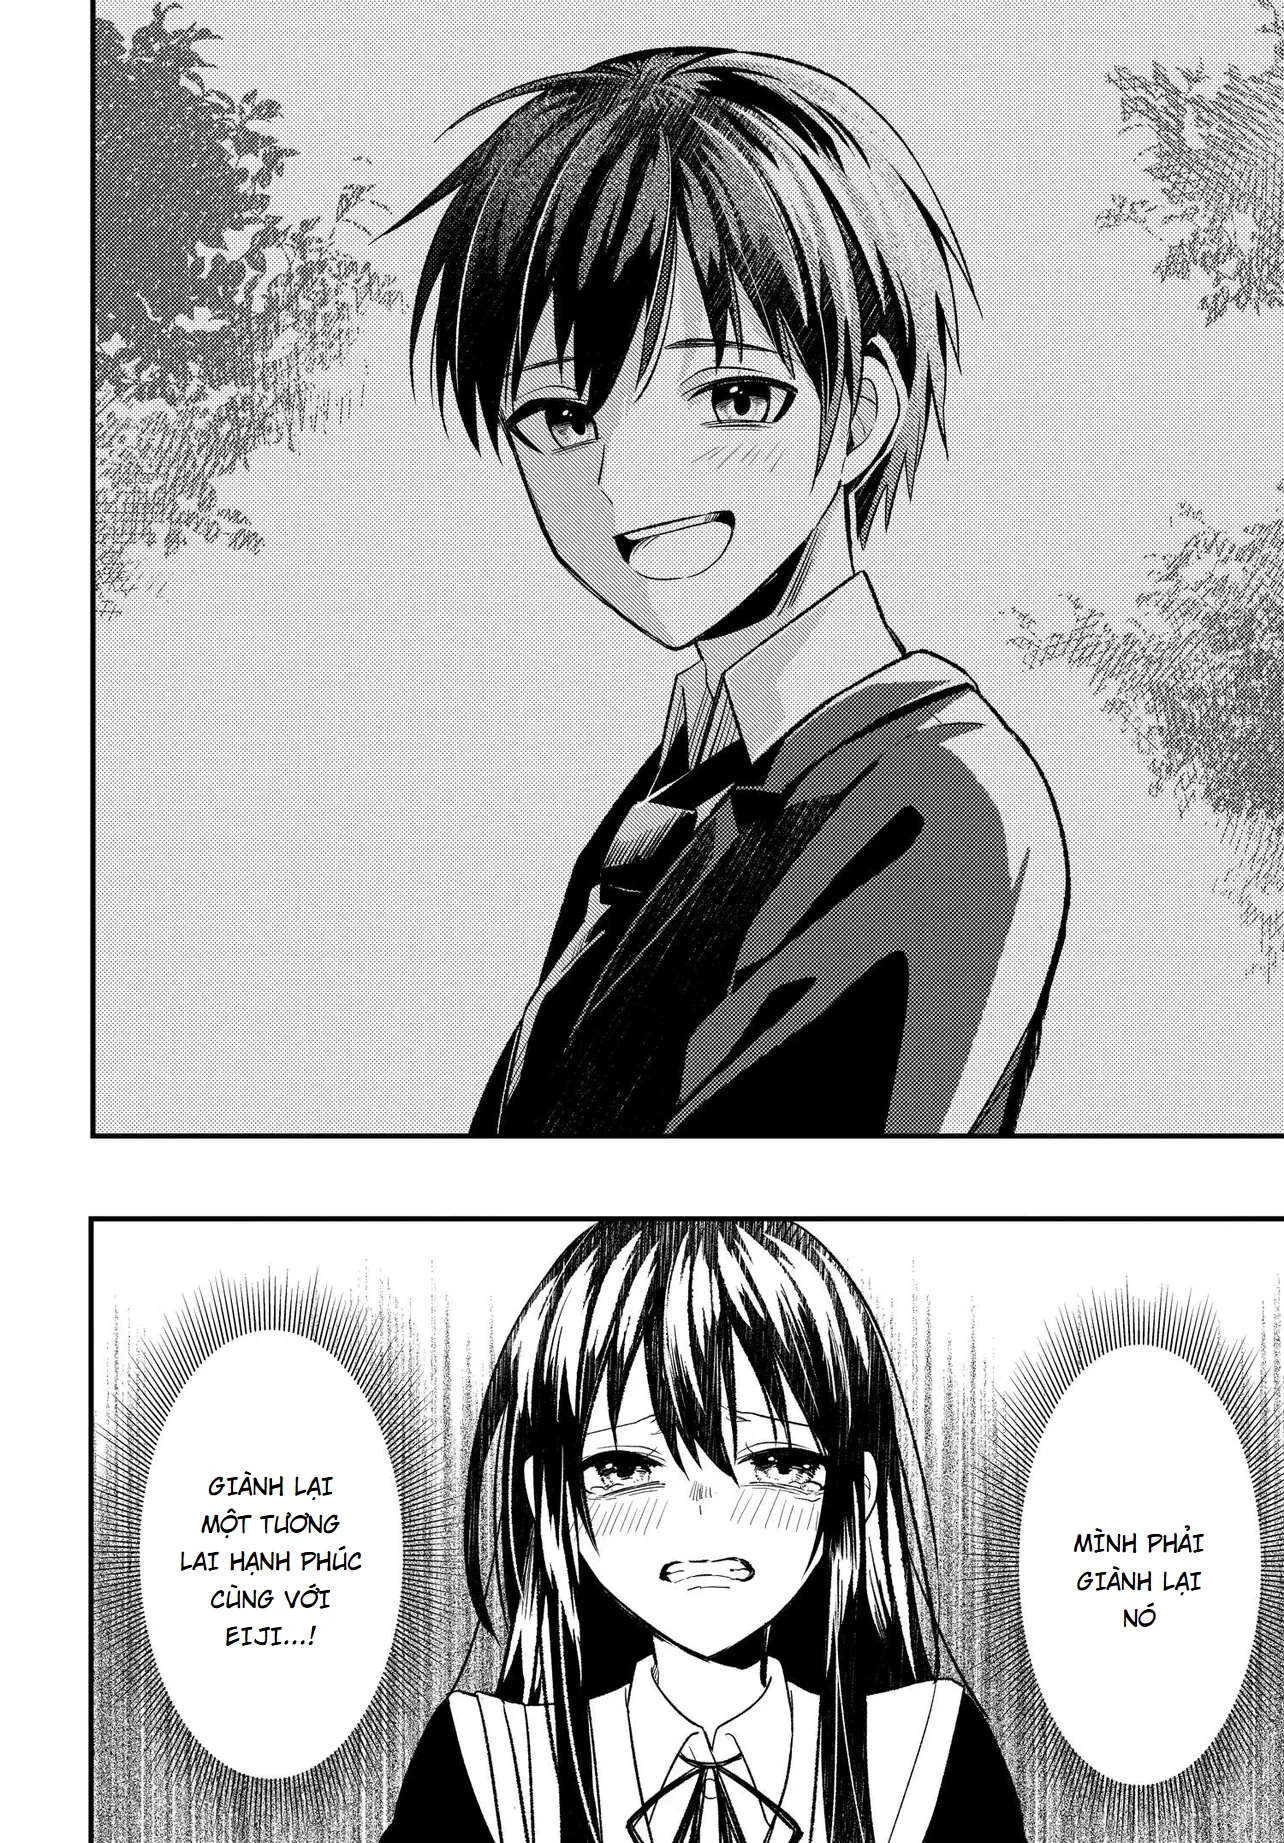 MÌNH PHẢI
GIÀNH LẠI
NÓ
GIÀNH LẠI
MỘT TƯƠNG
LAI HẠNH PHÚC
CÙNG VỚI
EIJI...!